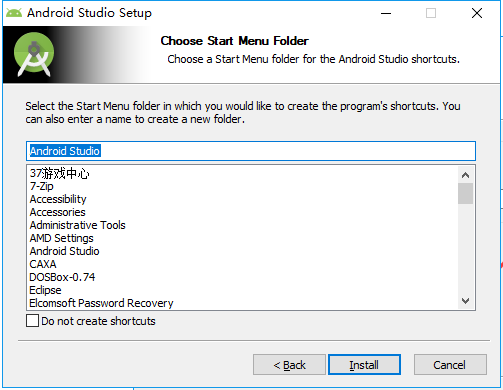 Android Studio Setup
Choose Start Menu Folder
Choose a Start Menu folder for the Android Studio shortcuts.
Select the Start Menu folder in which you would like to create the program's shortcuts. You
can also enter a name to create a new folder.
Android Studio
37游戏中心
7-Zip
Accessibility
Accessories
Administrative Tools
AMD Settings
Android Studio
CAXA
DOSBox-0.74
Eclipse
Elcomsoft Password Recovery
Do not create shortcuts
< Back
Install
Cancel